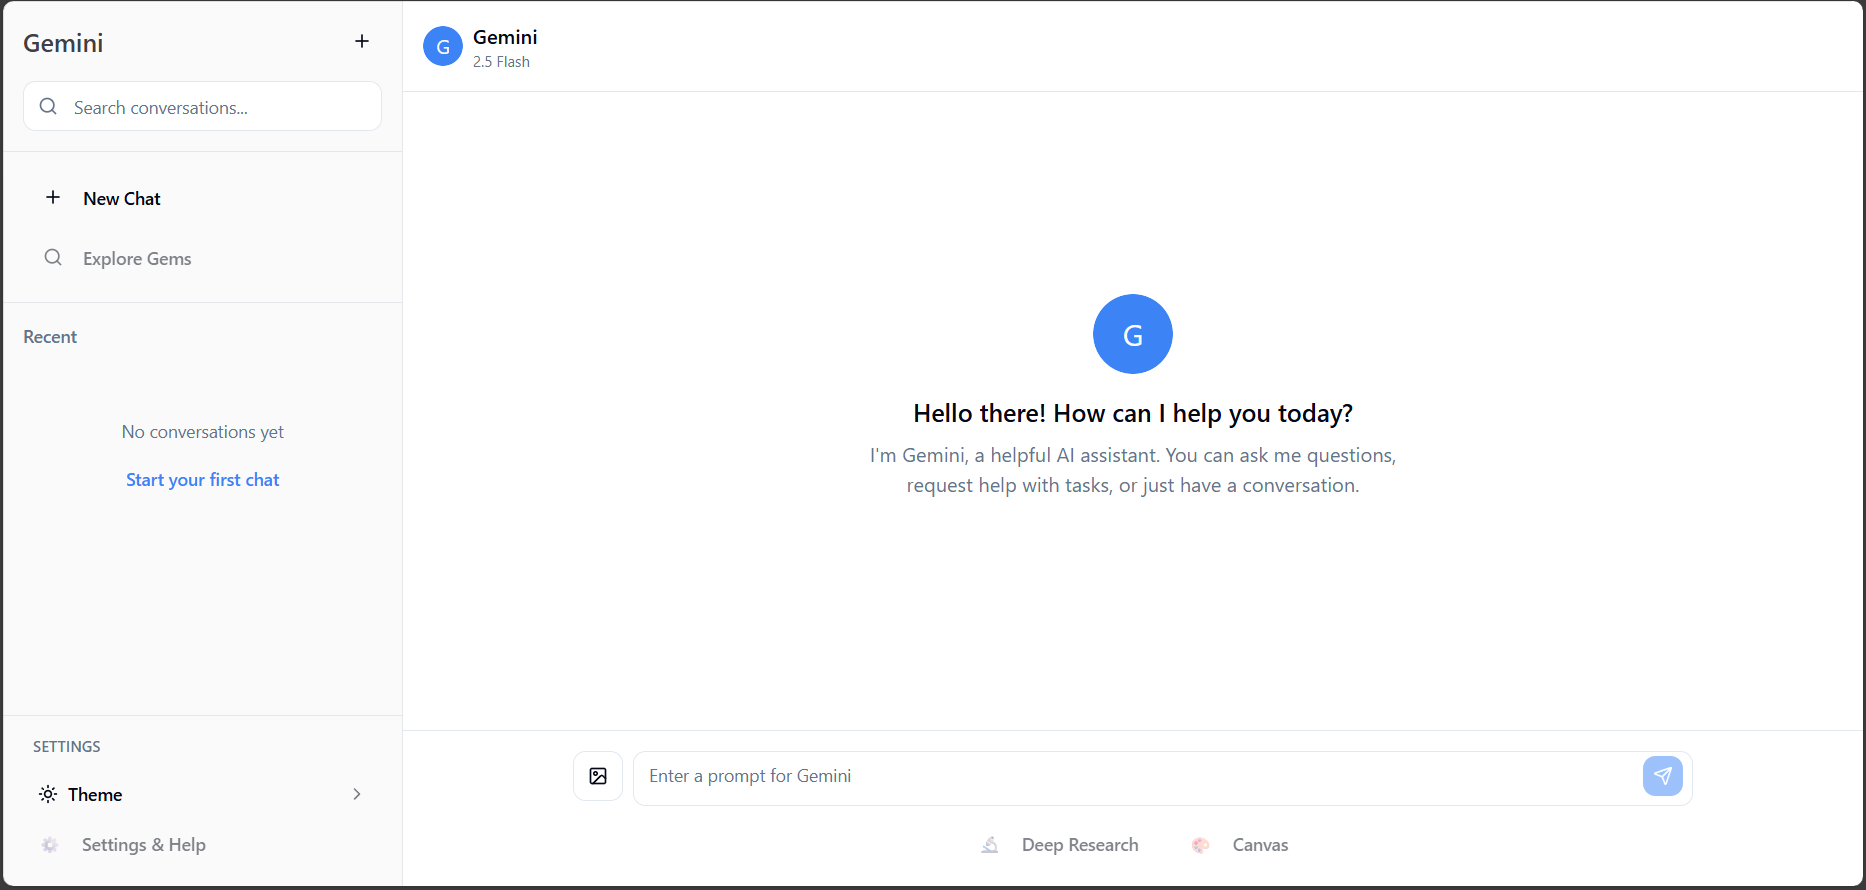 Gemini
Search conversations...
New Chat
Explore Gems
Recent
No conversations yet
Start your first chat
SETTINGS
Theme
Settings & Help
G
Gemini
2.5 Flash
G
Hello there! How can I help you today?
I'm Gemini, a helpful AI assistant. You can ask me questions,
request help with tasks, or just have a conversation.
Enter a prompt for Gemini
Deep Research
Canvas